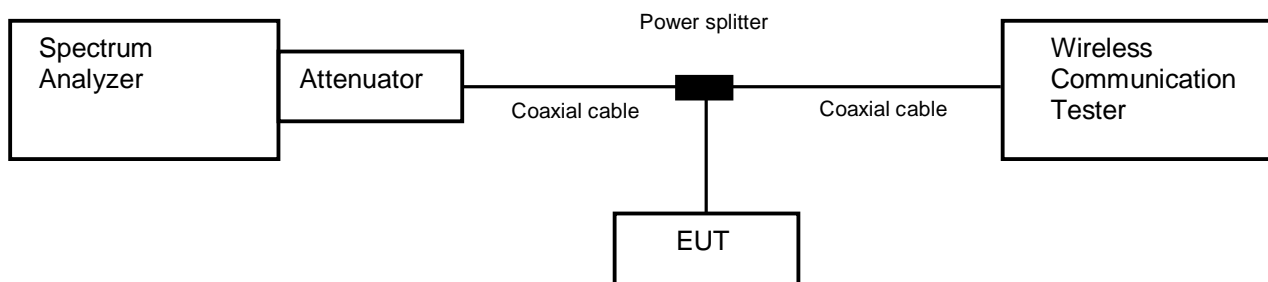 Power splitter
Spectrum
Analyzer
Attenuator
Coaxial cable
Coaxial cable
Wireless
Communication
Tester
EUT